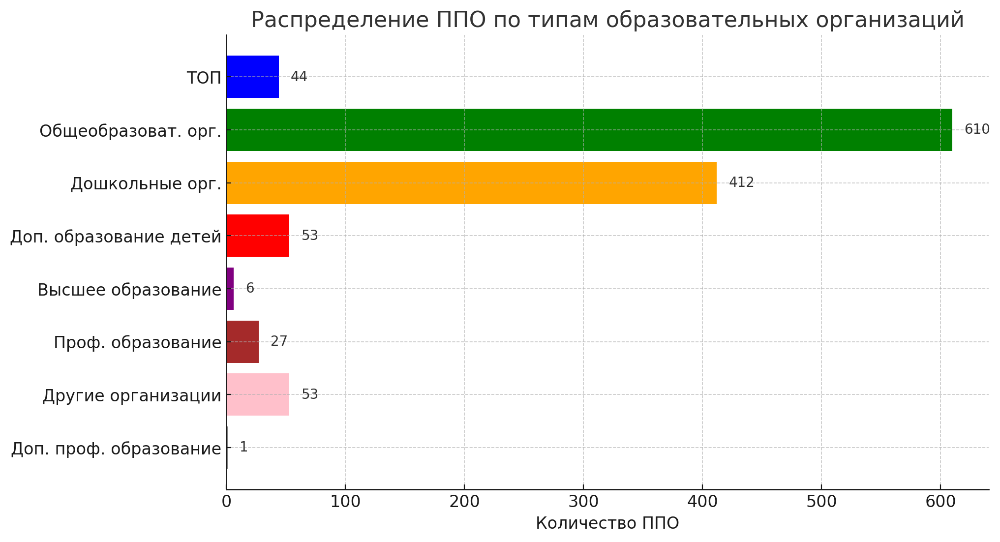 Распределение ППО по типам образовательных организаций
ТОП
44
Общеобразоват. орг.
610
Дошкольные орг.
412
Доп. образование детей
53
Высшее образование
6
Проф. образование
27
Другие организации
53
Доп. проф. образование
1
0 100 200 300 400 500 600
Количество ППО